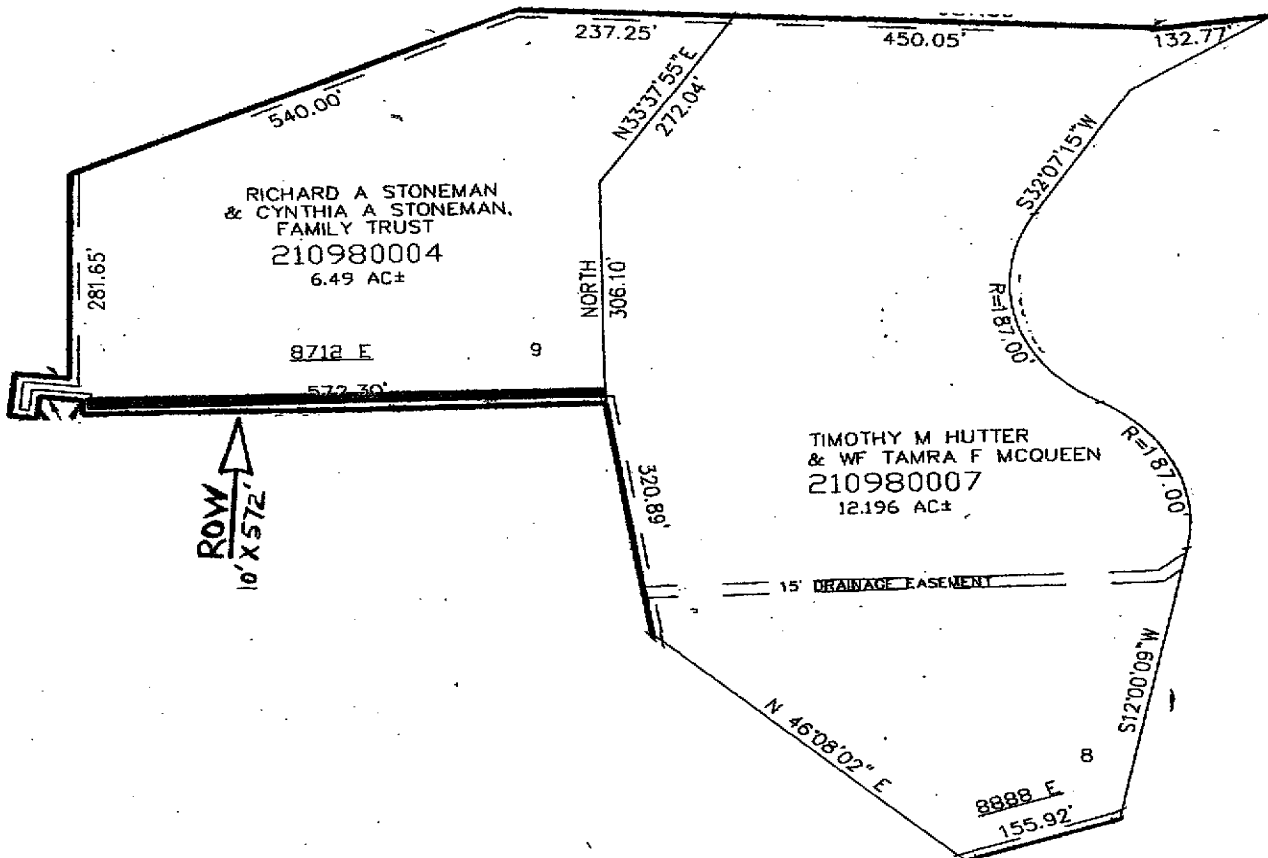 237.25'
450.05'
132.77'
540.00'
N33°37'55"E
272.04'
S32°07'15"W
RICHARD A STONEMAN
& CYNTHIA A STONEMAN,
FAMILY TRUST
210980004
6.49 AC±
281.65'
NORTH
306.10'
R=187.00'
8712 E
9
572.30'
ROW
10' X 572'
320.89'
TIMOTHY M HUTTER
& WF TAMRA F MCQUEEN
210980007
12.196 AC±
R=187.00'
15' DRAINAGE EASEMENT
S12°00'09"W
N 46°08'02" E
8
8888 E
155.92'